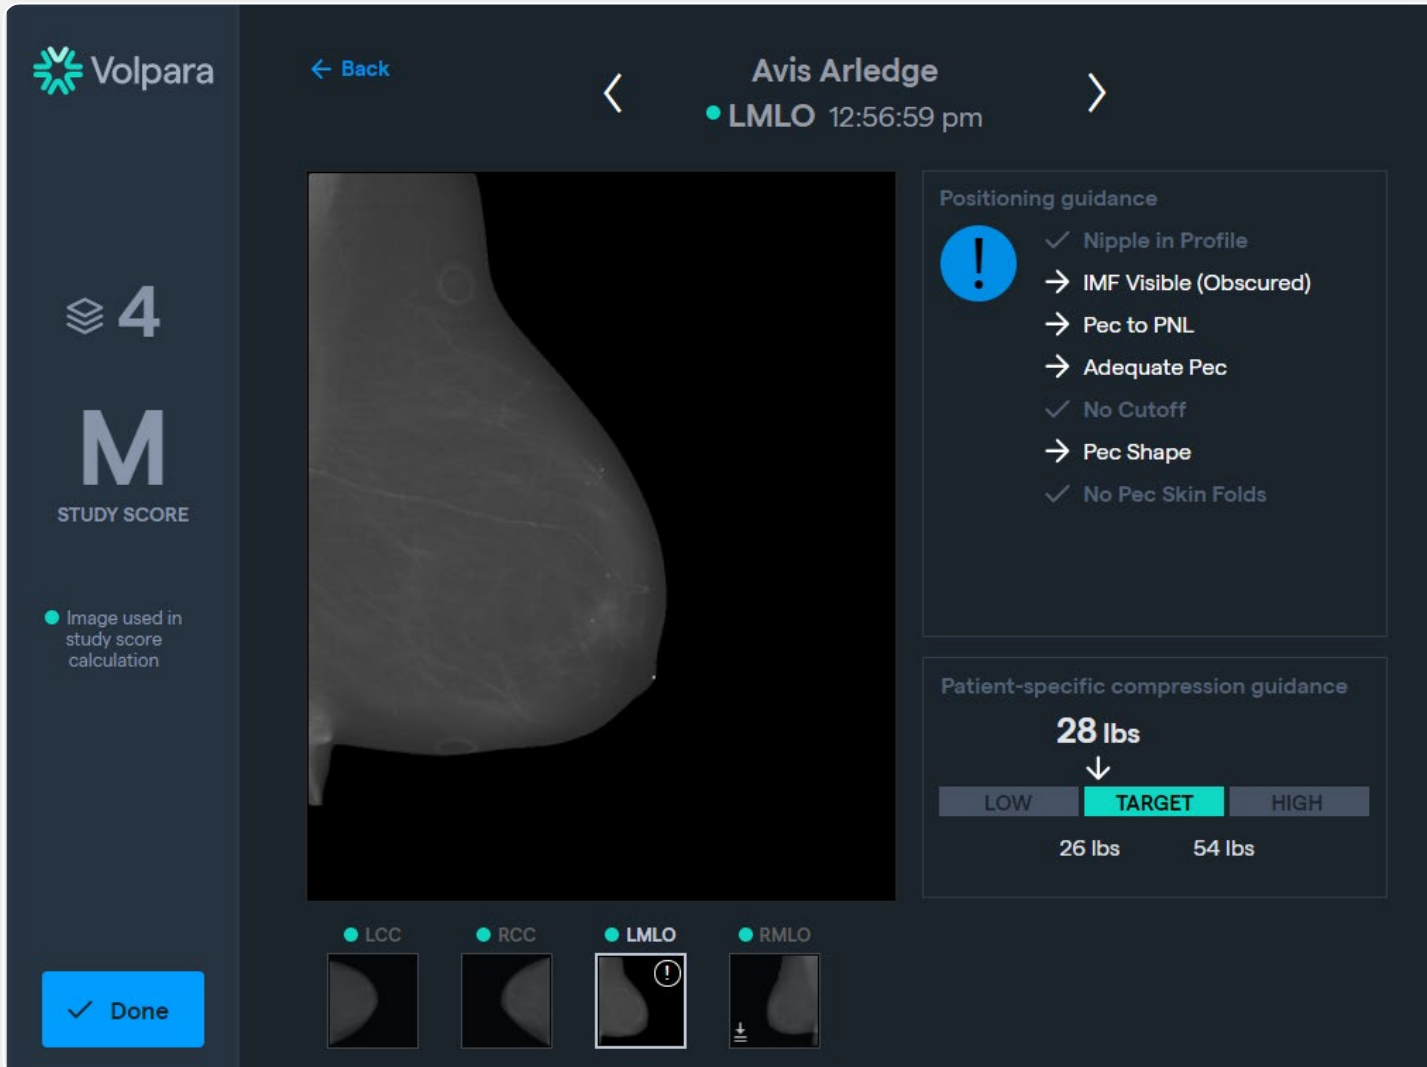 Volpara
Back
Avis Arledge
LMLO 12:56:59 pm
4
M
STUDY SCORE
Image used in
study score
calculation
Done
Positioning guidance
!
Nipple in Profile
IMF Visible (Obscured)
Pec to PNL
Adequate Pec
No Cutoff
Pec Shape
No Pec Skin Folds
Patient-specific compression guidance
28 lbs
LOW TARGET HIGH
26 lbs 54 lbs
LCC RCC LMLO RMLO
!